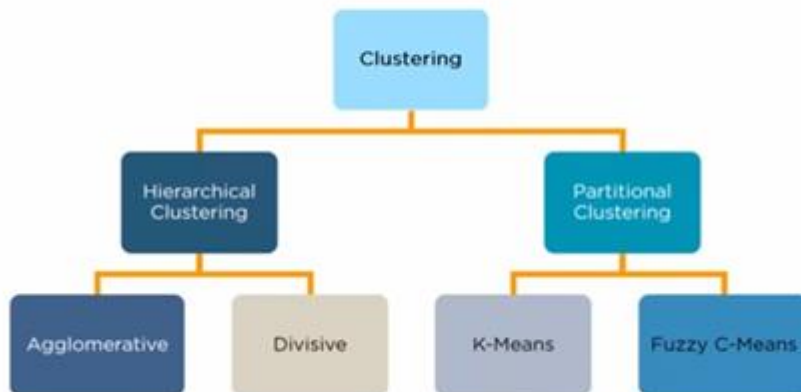 Clustering
Hierarchical
Clustering
Partitional
Clustering
Agglomerative
Divisive
K-Means
Fuzzy C-Means